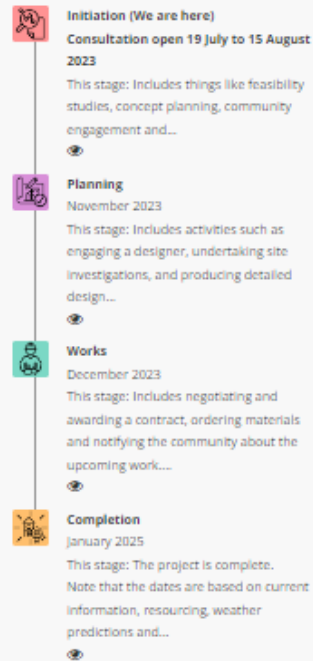 Initiation (We are here)
Consultation open 19 July to 15 August
2023
This stage: Includes things like feasibility
studies, concept planning, community
engagement and...
Planning
November 2023
This stage: Includes activities such as
engaging a designer, undertaking site
investigations, and producing detailed
design...
Works
December 2023
This stage: Includes negotiating and
awarding a contract, ordering materials
and notifying the community about the
upcoming work....
Completion
January 2025
This stage: The project is complete.
Note that the dates are based on current
information, resourcing, weather
predictions and...